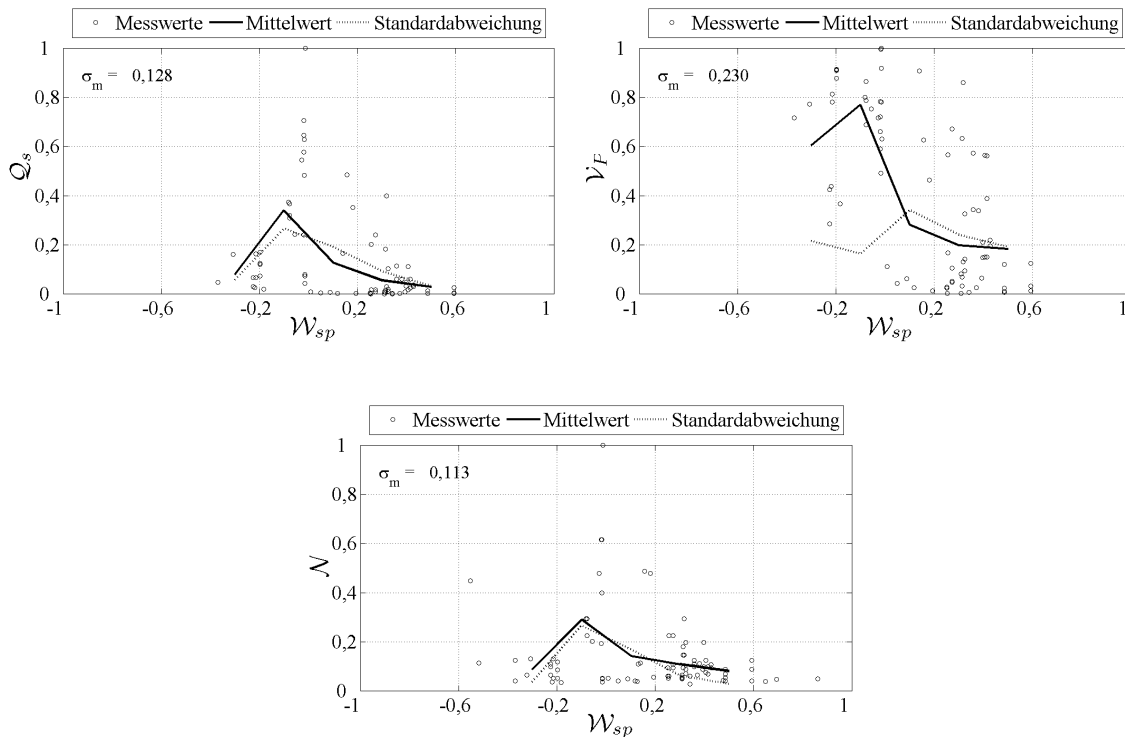 Messwerte Mittelwert Standardabweichung
σm = 0,128
1
0,8
0,6
0,4
0,2
0
Qs
-1 -0,6 -0,2 0,2 0,6 1
Wsp
Messwerte Mittelwert Standardabweichung
σm = 0,230
1
0,8
0,6
0,4
0,2
0
VF
-1 -0,6 -0,2 0,2 0,6 1
Wsp
Messwerte Mittelwert Standardabweichung
σm = 0,113
1
0,8
0,6
0,4
0,2
0
N
-1 -0,6 -0,2 0,2 0,6 1
Wsp